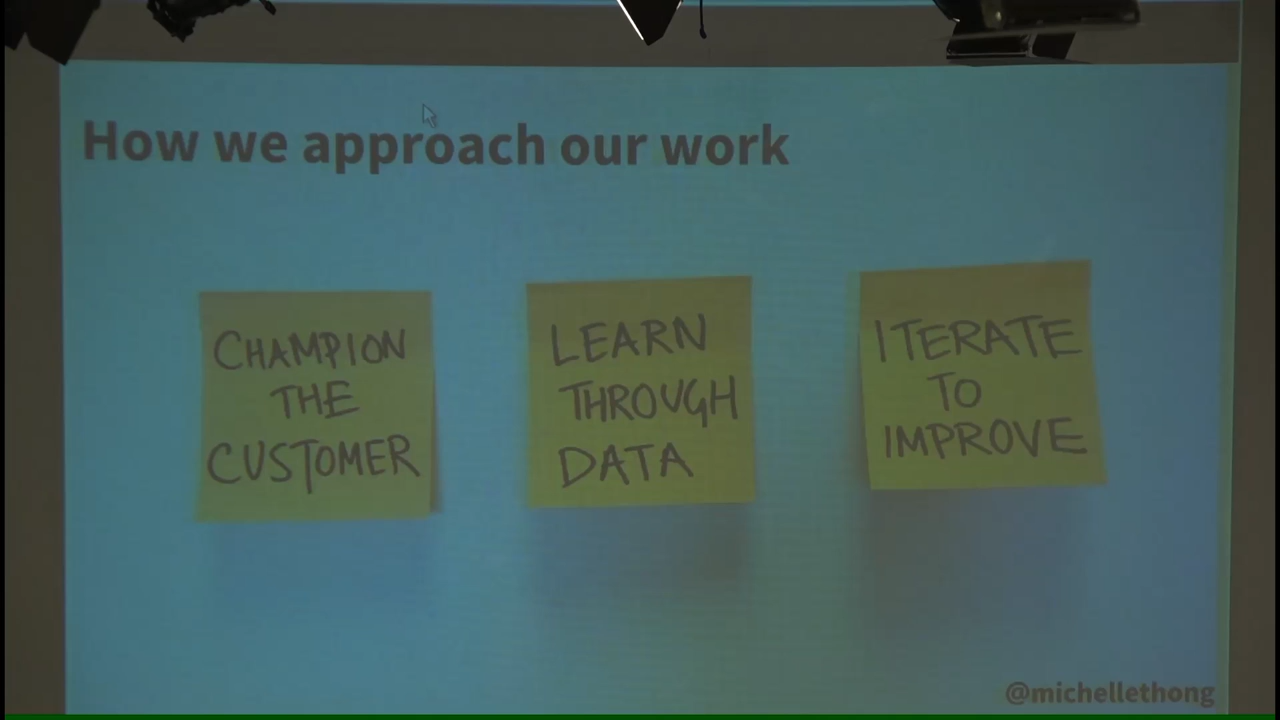 How we approach our work
CHAMPION
THE
CUSTOMER
LEARN
THROUGH
DATA
ITERATE
TO
IMPROVE
@michellethong